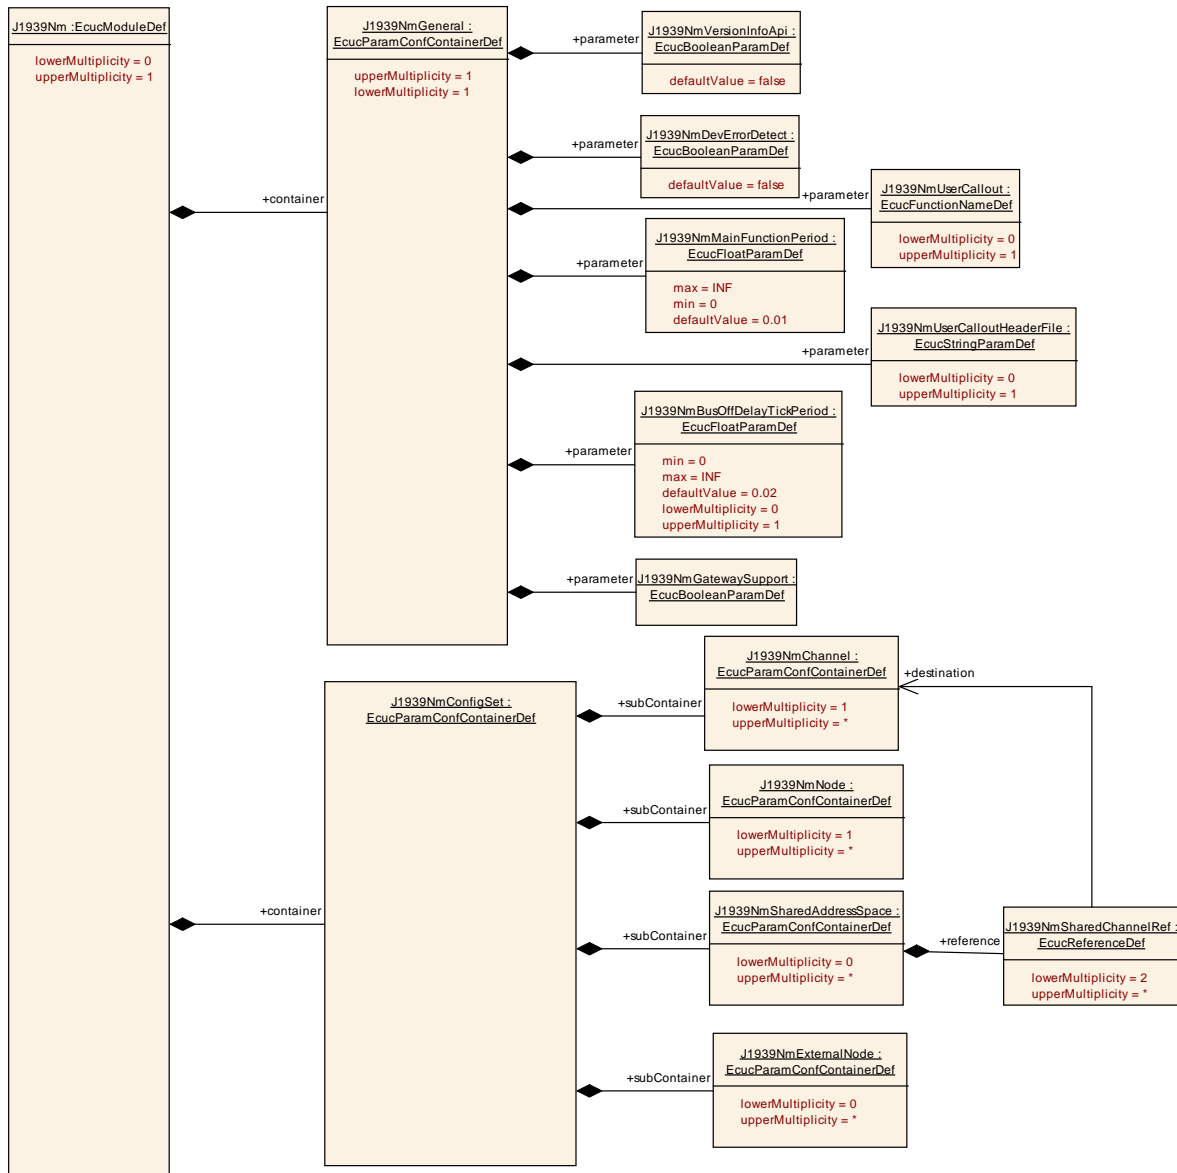 J1939Nm :EcucModuleDef
lowerMultiplicity = 0
upperMultiplicity = 1
+container
J1939NmGeneral :
EcucParamConfContainerDef
upperMultiplicity = 1
lowerMultiplicity = 1
+parameter
J1939NmVersionInfoApi :
EcucBooleanParamDef
defaultValue = false
+parameter
J1939NmDevErrorDetect :
EcucBooleanParamDef
defaultValue = false
+parameter
J1939NmUserCallout :
EcucFunctionNameDef
lowerMultiplicity = 0
upperMultiplicity = 1
+parameter
J1939NmMainFunctionPeriod :
EcucFloatParamDef
max = INF
min = 0
defaultValue = 0.01
+parameter
J1939NmUserCalloutHeaderFile :
EcucStringParamDef
lowerMultiplicity = 0
upperMultiplicity = 1
+parameter
J1939NmBusOffDelayTickPeriod :
EcucFloatParamDef
min = 0
max = INF
defaultValue = 0.02
lowerMultiplicity = 0
upperMultiplicity = 1
+parameter
J1939NmGatewaySupport :
EcucBooleanParamDef
+container
J1939NmConfigSet :
EcucParamConfContainerDef
+subContainer
J1939NmChannel :
EcucParamConfContainerDef
lowerMultiplicity = 1
upperMultiplicity = *
+destination
+subContainer
J1939NmNode :
EcucParamConfContainerDef
lowerMultiplicity = 1
upperMultiplicity = *
+subContainer
J1939NmSharedAddressSpace :
EcucParamConfContainerDef
lowerMultiplicity = 0
upperMultiplicity = *
+reference
J1939NmSharedChannelRef :
EcucReferenceDef
lowerMultiplicity = 2
upperMultiplicity = *
+subContainer
J1939NmExternalNode :
EcucParamConfContainerDef
lowerMultiplicity = 0
upperMultiplicity = *